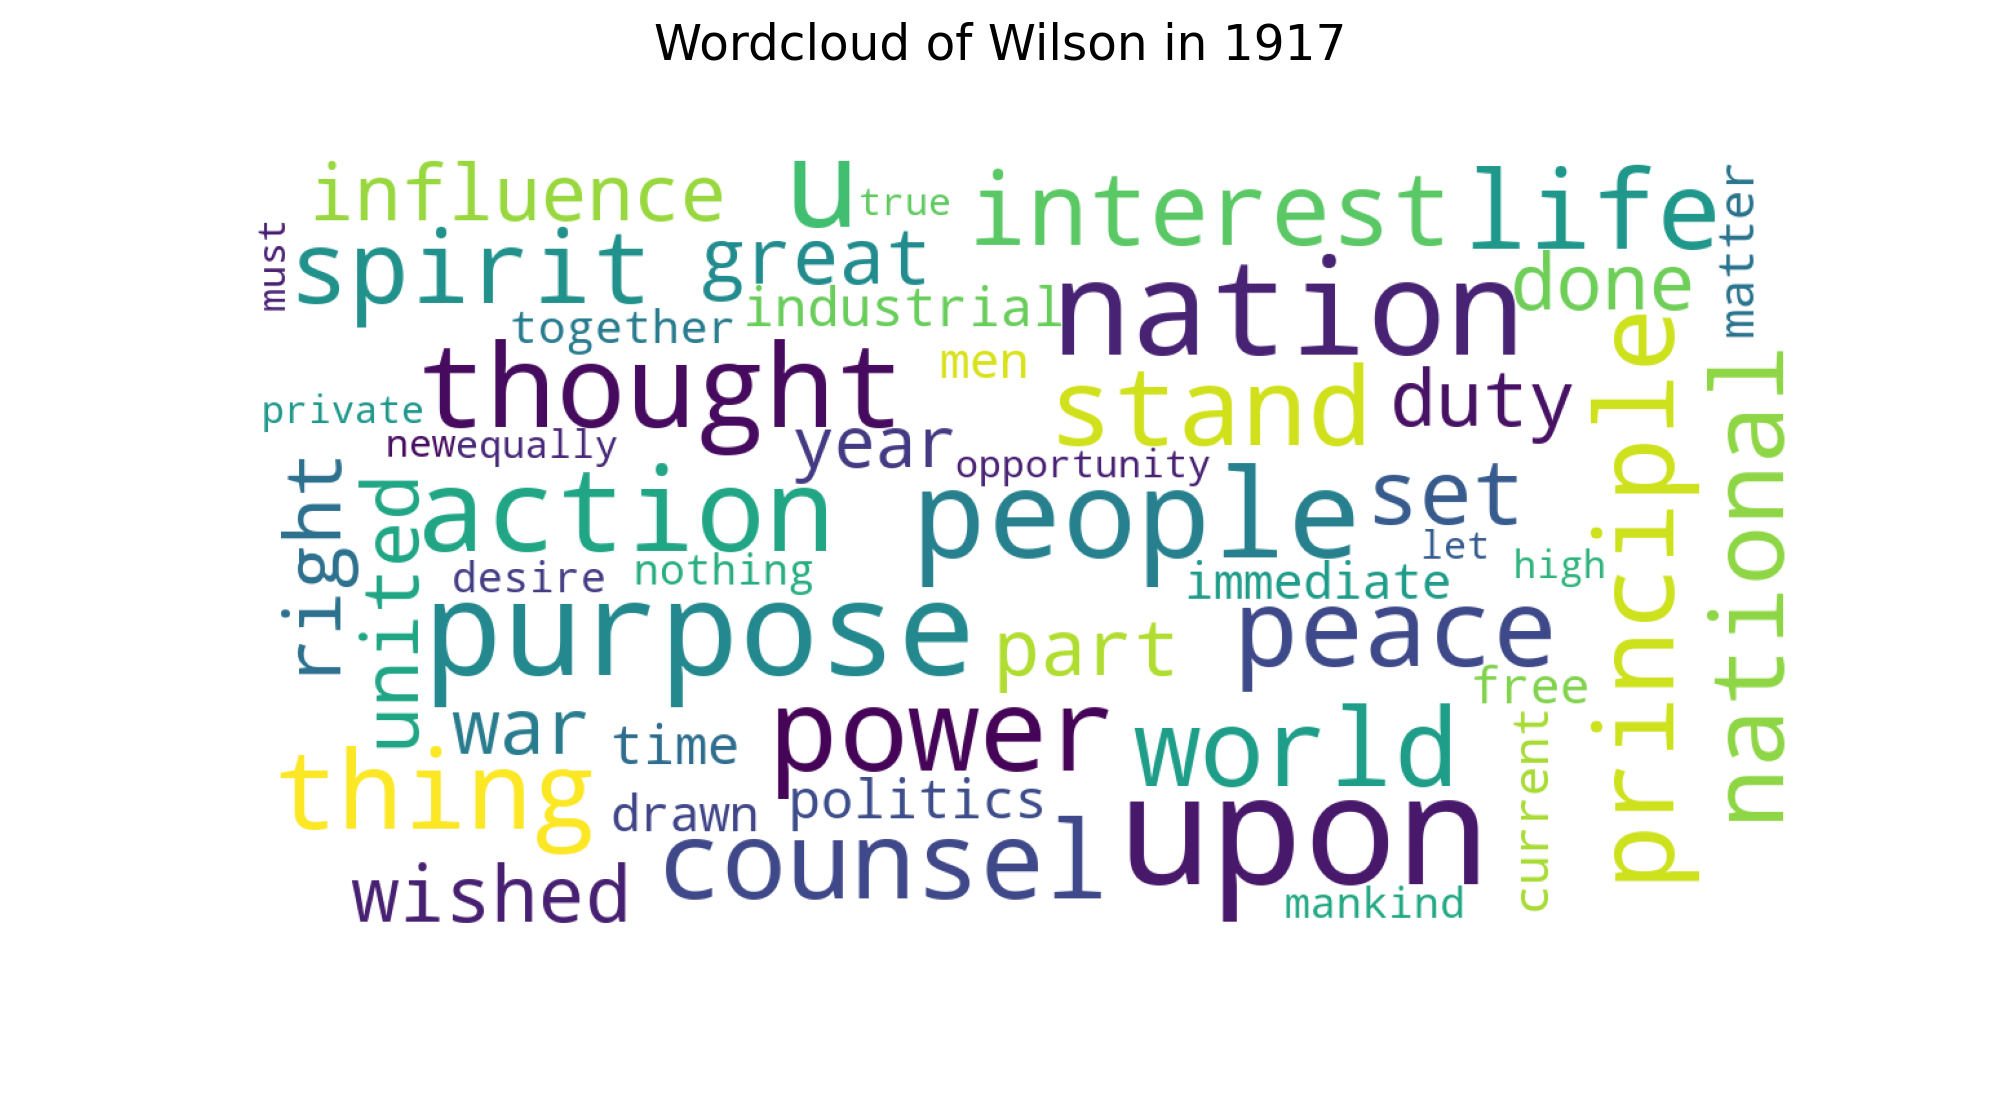 Wordcloud of Wilson in 1917
influence u true interest life matter
must spirit great nation done
together industrial
thought men stand duty principle national
private
new equally year opportunity
right united action people set
let
desire nothing immediate high
purpose part peace
free
war time power world current
thing drawn politics upon
counsel
wished mankind